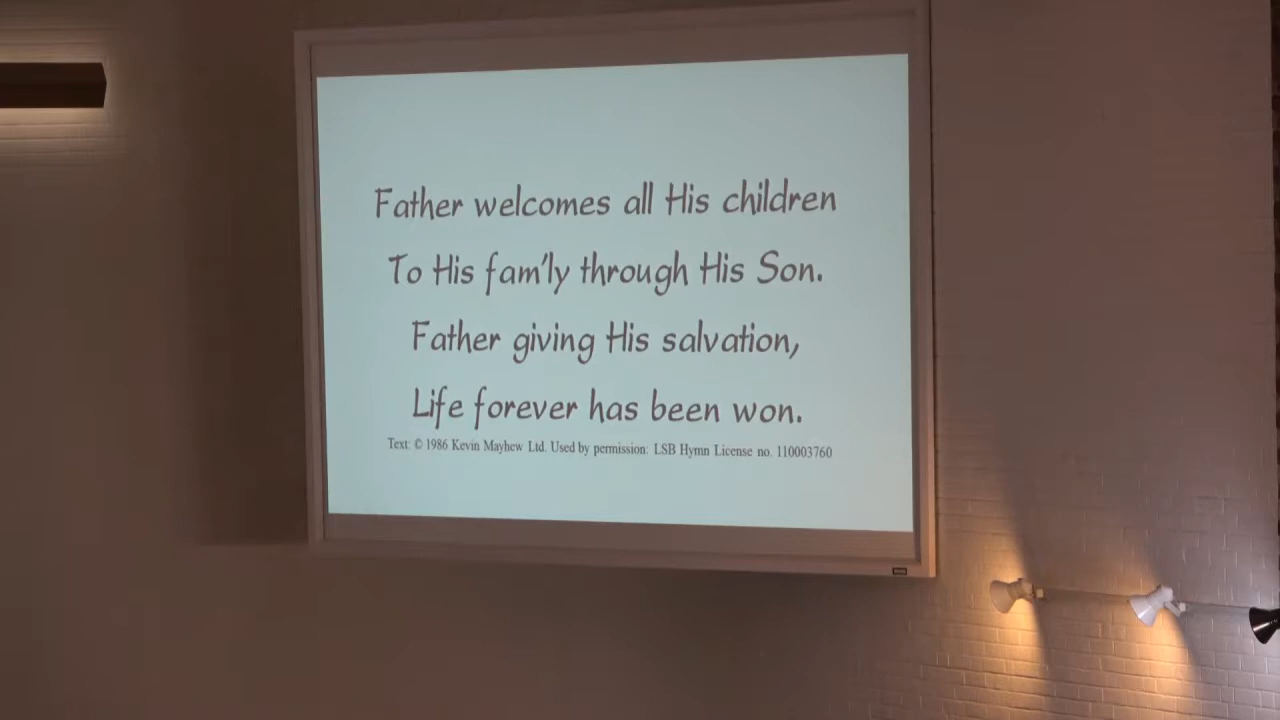 Father welcomes all His children
To His fam'ly through His Son.
Father giving His salvation,
Life forever has been won.
Text: © 1986 Kevin Mayhew Ltd. Used by permission: LSB Hymn License no. 110003760